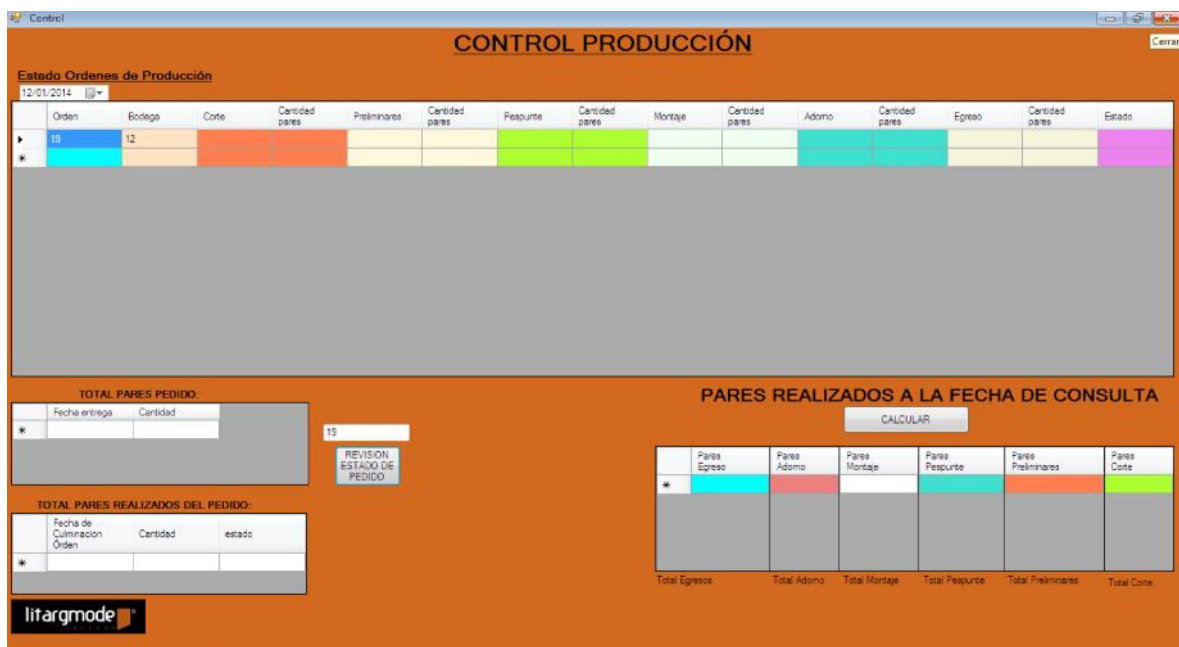 Control
CONTROL PRODUCCIÓN
Cerrar
Estado Ordenes de Producción
12/01/2014
Orden Bodega Corte Cantidad pares Preliminares Cantidad pares Pespunte Cantidad pares Montaje Cantidad pares Adorno Cantidad pares Egreso Cantidad pares Estado
19 12
TOTAL PARES PEDIDO:
Fecha entrega Cantidad
19
REVISION
ESTADO DE
PEDIDO
TOTAL PARES REALIZADOS DEL PEDIDO:
Fecha de Culminacion Orden Cantidad estado
PARES REALIZADOS A LA FECHA DE CONSULTA
CALCULAR
Pares Egreso Pares Adorno Pares Montaje Pares Pespunte Pares Preliminares Pares Corte
Total Egresos Total Adorno Total Montaje Total Pespunte Total Preliminares Total Corte
litargmode